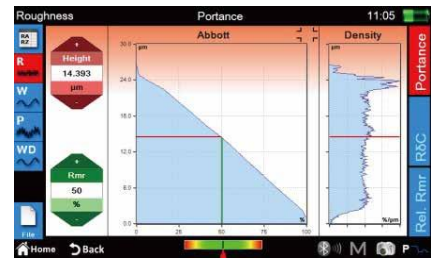 Roughness
Portance
11:05
RA
RZ
R
W
P
WD
File
+
Height
14.393
µm
-
+
Rmr
50
%
-
Abbott
µm
30.0
24.0
18.0
12.0
6.0
0.0
0
25
50
75
100
%
Density
µm
%/µm
Portance
RδC
Rel. Rmr
Home
Back
M
P